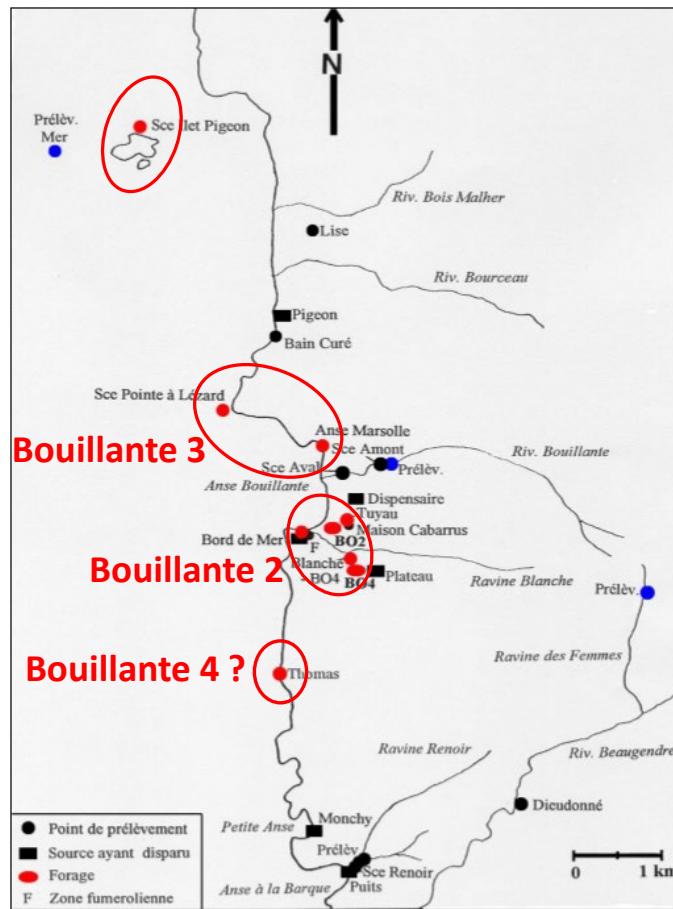 N
Prélèv.
Mer
Sce Ilet Pigeon
Riv. Bois Malher
Lise
Riv. Bourceau
Pigeon
Bain Curé
Sce Pointe à Lézard
Anse Marsolle
Bouillante 3
Sce Amont
Riv. Bouillante
Sce Aval
Prélèv.
Anse Bouillante
Dispensaire
Tuyau
Bord de Mer
F
BO2
Maison Cabarrus
Bouillante 2
Blanche
- BO4
BO4
Plateau
Ravine Blanche
Prélèv.
Ravine des Femmes
Bouillante 4 ?
Thomas
Ravine Renoir
Riv. Beaugendre
Dieudonné
Petite Anse
Monchy
Prélèv.
Sce Renoir
Puits
Anse à la Barque
Point de prélèvement
Source ayant disparu
Forage
F Zone fumerolienne
0 1 km